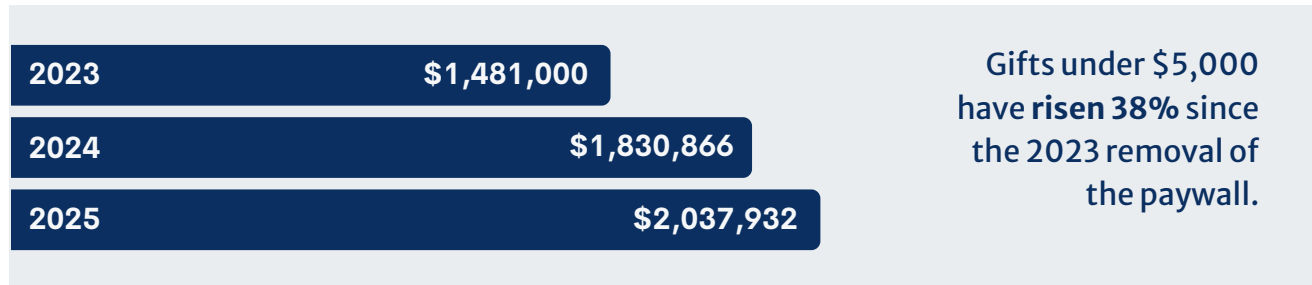 2023 $1,481,000
2024 $1,830,866
2025 $2,037,932
Gifts under $5,000
have risen 38% since
the 2023 removal of
the paywall.